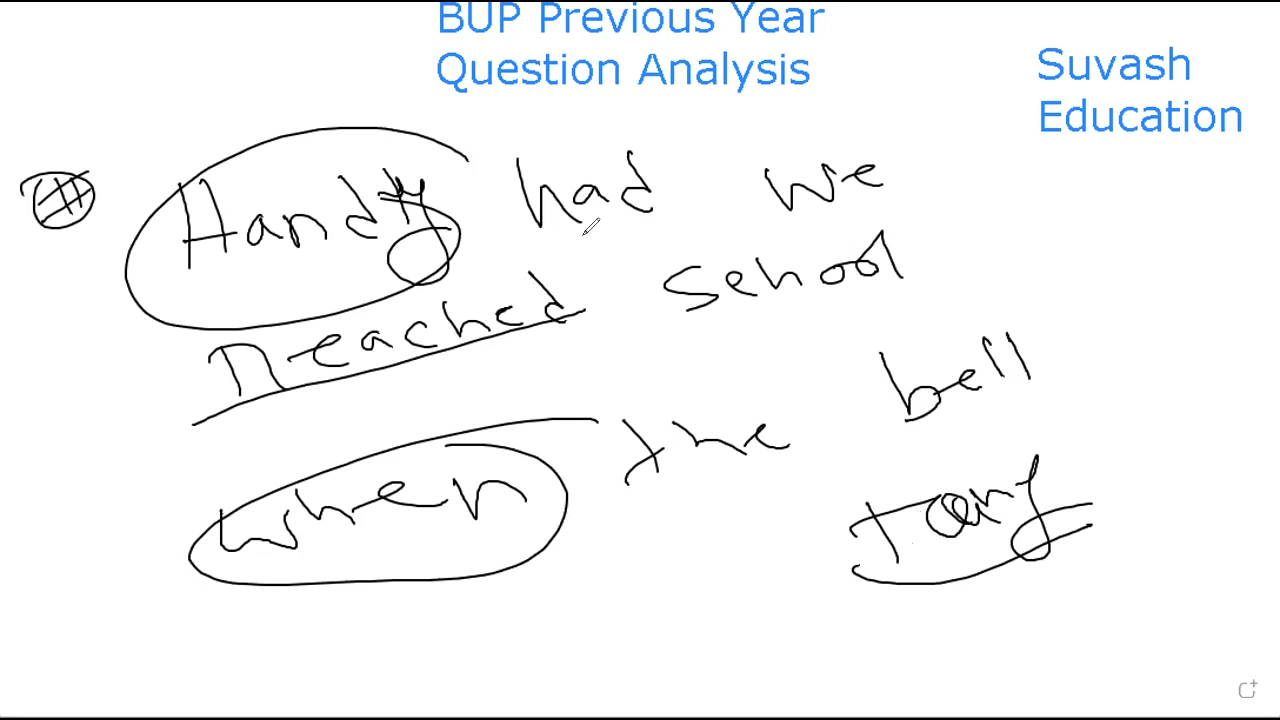 BUP Previous Year
Question Analysis
Suvash
Education
Hardly had we
reached school
when the bell
rang